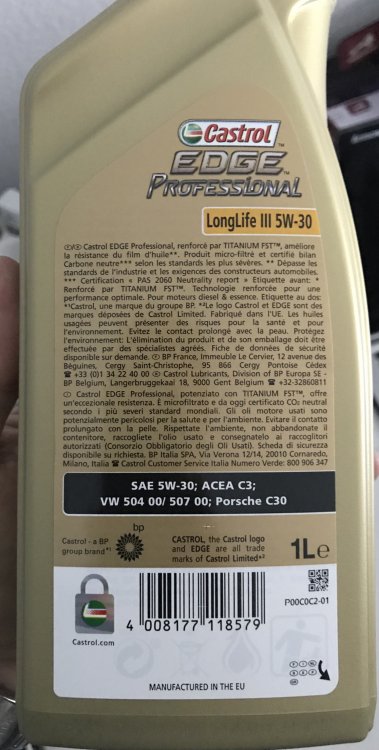 Castrol
EDGE
PROFESSIONAL
LongLife III 5W-30
Castrol EDGE Professional, renforcé par TITANIUM FST™, améliore
la résistance du film d'huile**. Produit micro-filtré et certifié bilan
Carbone neutre*** selon les standards les plus sévères. ** Dépasse les
standards de l'industrie et les exigences des constructeurs automobiles.
*** Certification « PAS 2060 Neutrality report » Etiquette avant: *
Renforcé par TITANIUM FST™. Technologie renforcée pour une
performance optimale. Pour moteurs diesel & essence. Etiquette au dos:
*¹Castrol, une marque du groupe BP. *²Le logo Castrol et EDGE sont des
marques déposées de Castrol Limited. Fabriqué dans l'UE. Les huiles
usagées peuvent présenter des risques pour la santé et pour
l'environnement. Evitez le contact prolongé avec la peau. Protégez
l'environnement: L'élimination du produit et de son emballage doit être
effectuée par des spécialistes agréés. Fiche de données de sécurité
disponible sur demande. BP France, Immeuble Le Cervier, 12 avenue des
Béguines, Cergy Saint-Christophe, 95 866 Cergy Pontoise Cédex
☎ +33 (0)1 34 22 40 00 Castrol Lubricants, Division of BP Europa SE -
BP Belgium, Langerbruggekaai 18, 9000 Gent Belgium ☎ +32-32860811
Castrol EDGE Professional, potenziato con TITANIUM FST™, offre
un'eccezionale resistenza. È microfiltrato e da oggi certificato CO₂ neutral
secondo i più severi standard mondiali. Gli oli motore usati sono
potenzialmente pericolosi per la salute e per l'ambiente. Evitare il contatto
prolungato con la pelle. Rispettate l'ambiente, non abbandonate il
contenitore, raccogliete l'olio usato e consegnatelo ai raccoglitori
autorizzati (Consorzio Obbligatorio degli Oli Usati). Scheda di sicurezza
disponibile su richiesta. BP Italia SPA, Via Verona 12/14, 20010 Cornaredo,
Milano, Italia ☎ Castrol Customer Service Italia Numero Verde: 800 906 347
SAE 5W-30; ACEA C3;
VW 504 00/ 507 00; Porsche C30
bp
Castrol - a BP
group brand*¹
CASTROL, the Castrol logo
and EDGE are all trade
marks of Castrol Limited*²
1L e
P00C0C2-01
Castrol
Castrol.com
4 008177 118579
MANUFACTURED IN THE EU